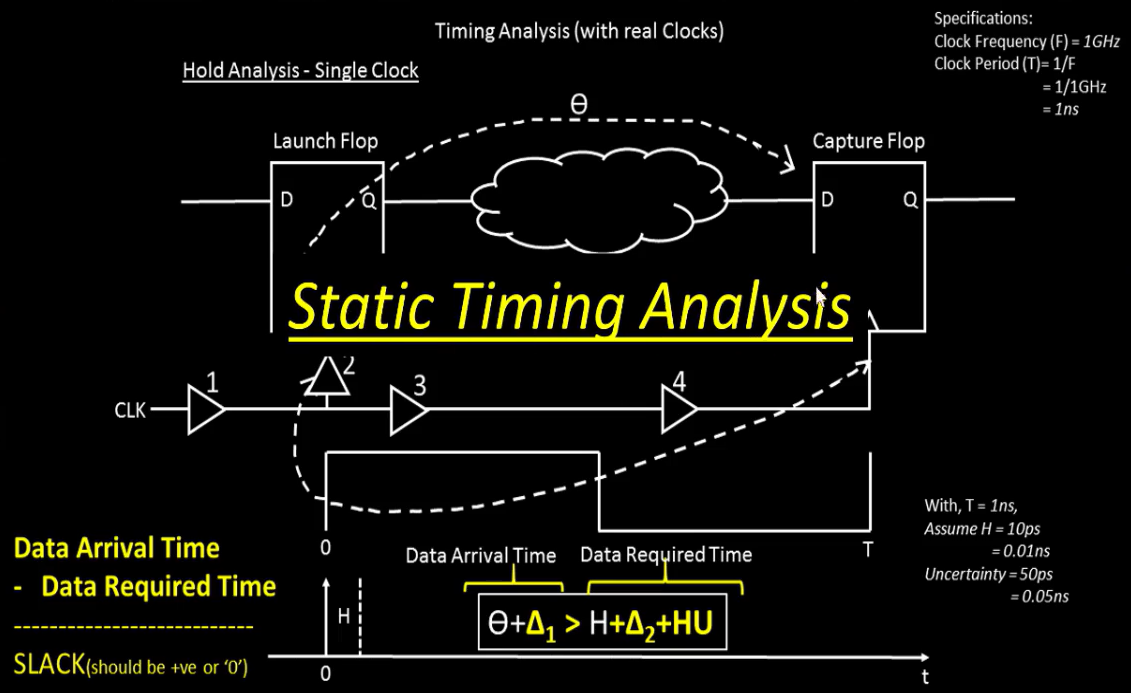 Timing Analysis (with real Clocks)
Specifications:
Clock Frequency (F) = 1GHz
Clock Period (T)= 1/F
= 1/1GHz
= 1ns
Hold Analysis - Single Clock
Θ
Launch Flop
Capture Flop
D
Q
D
Q
Static Timing Analysis
1
2
3
4
CLK
0
T
With, T = 1ns,
Assume H = 10ps
= 0.01ns
Uncertainty = 50ps
= 0.05ns
Data Arrival Time
- Data Required Time
---------------------------
SLACK(should be +ve or ‘0’)
Data Arrival Time
Data Required Time
Θ+Δ₁ > H+Δ₂+HU
H
0
t